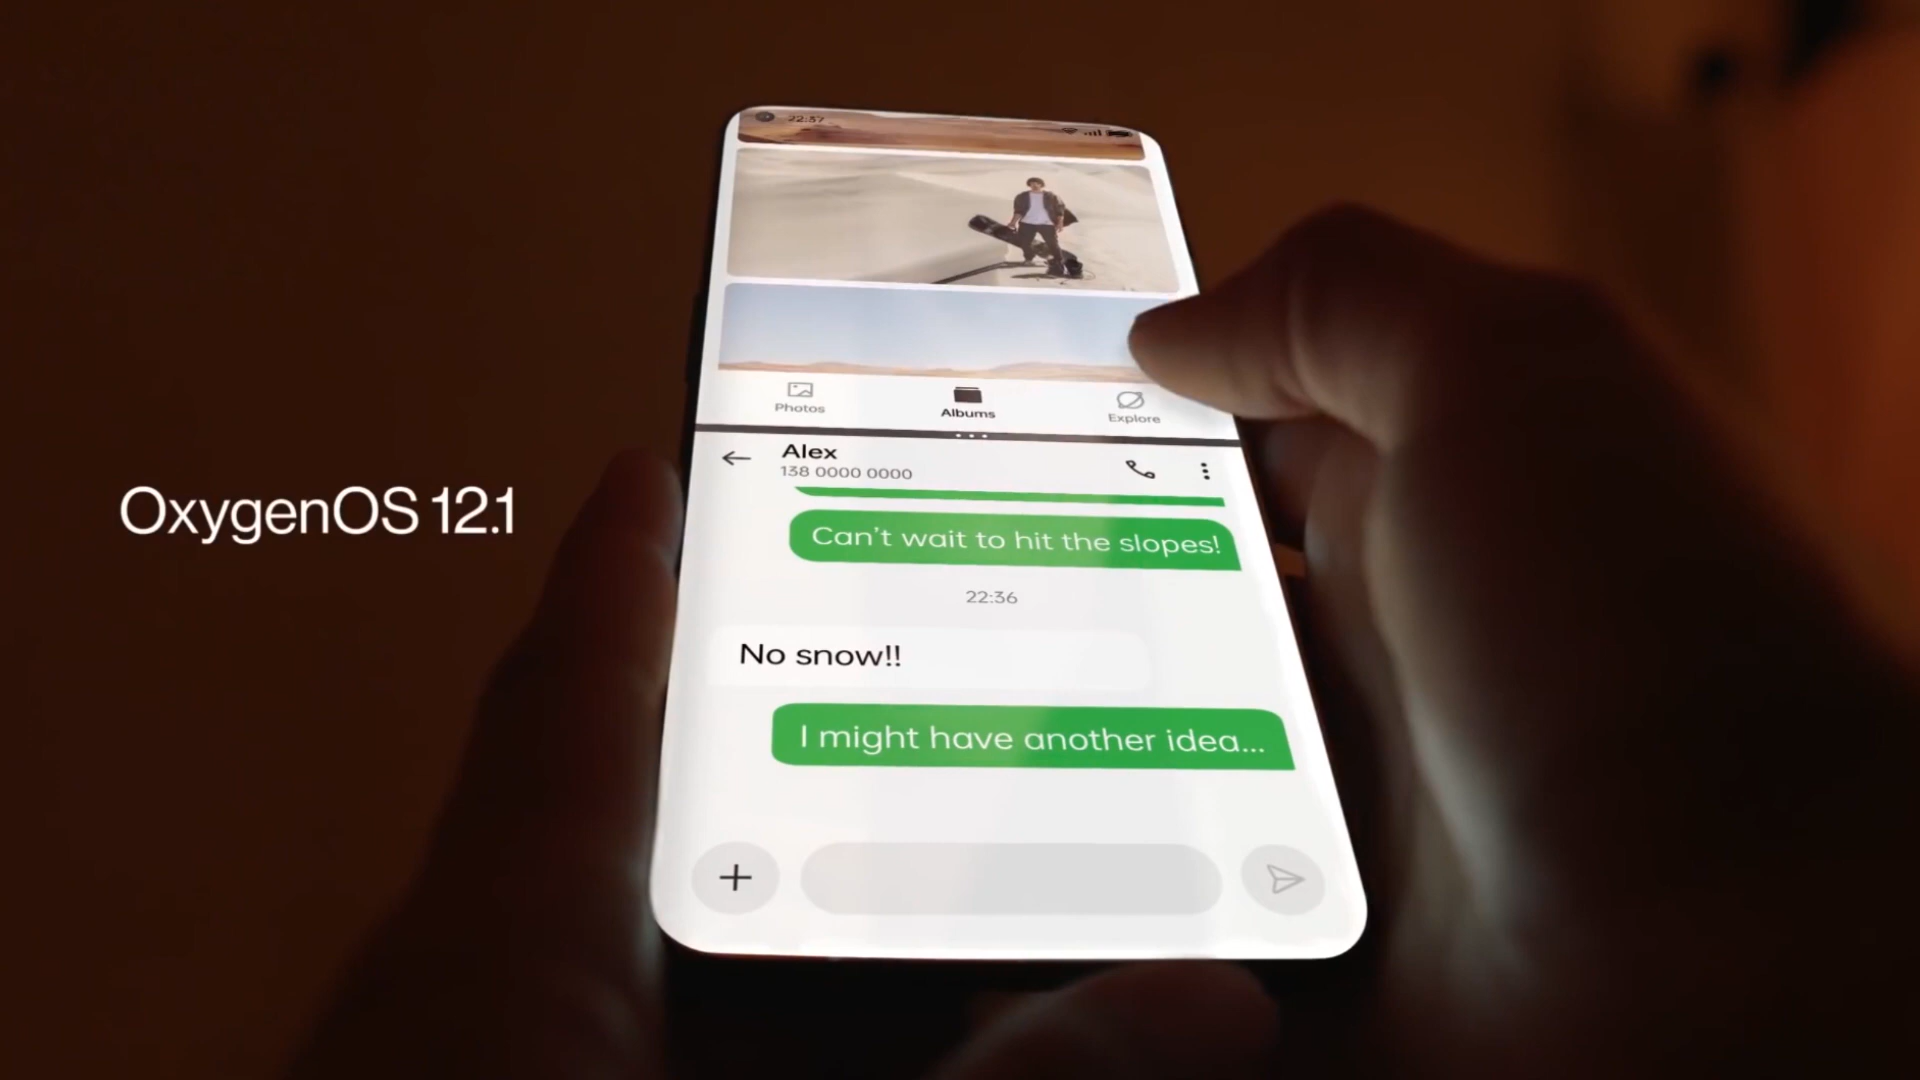 22:37
Photos
Albums
Explore
Alex
138 0000 0000
Can't wait to hit the slopes!
22:36
No snow!!
I might have another idea...
OxygenOS 12.1